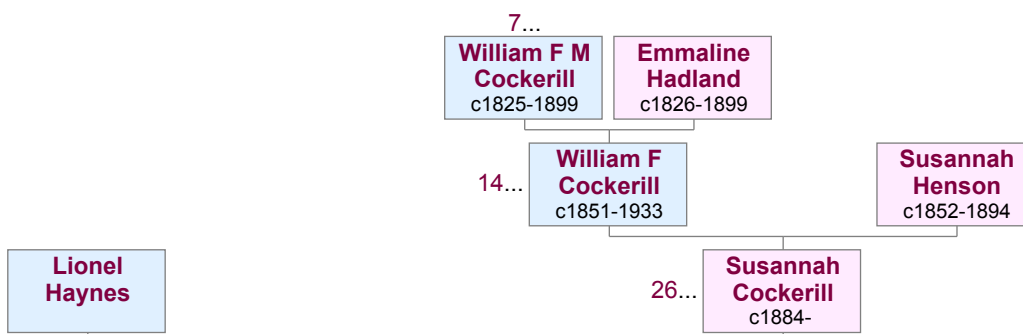 7...
William F M
Cockerill
c1825-1899
Emmaline
Hadland
c1826-1899
14...
William F
Cockerill
c1851-1933
Susannah
Henson
c1852-1894
Lionel
Haynes
26...
Susannah
Cockerill
c1884-